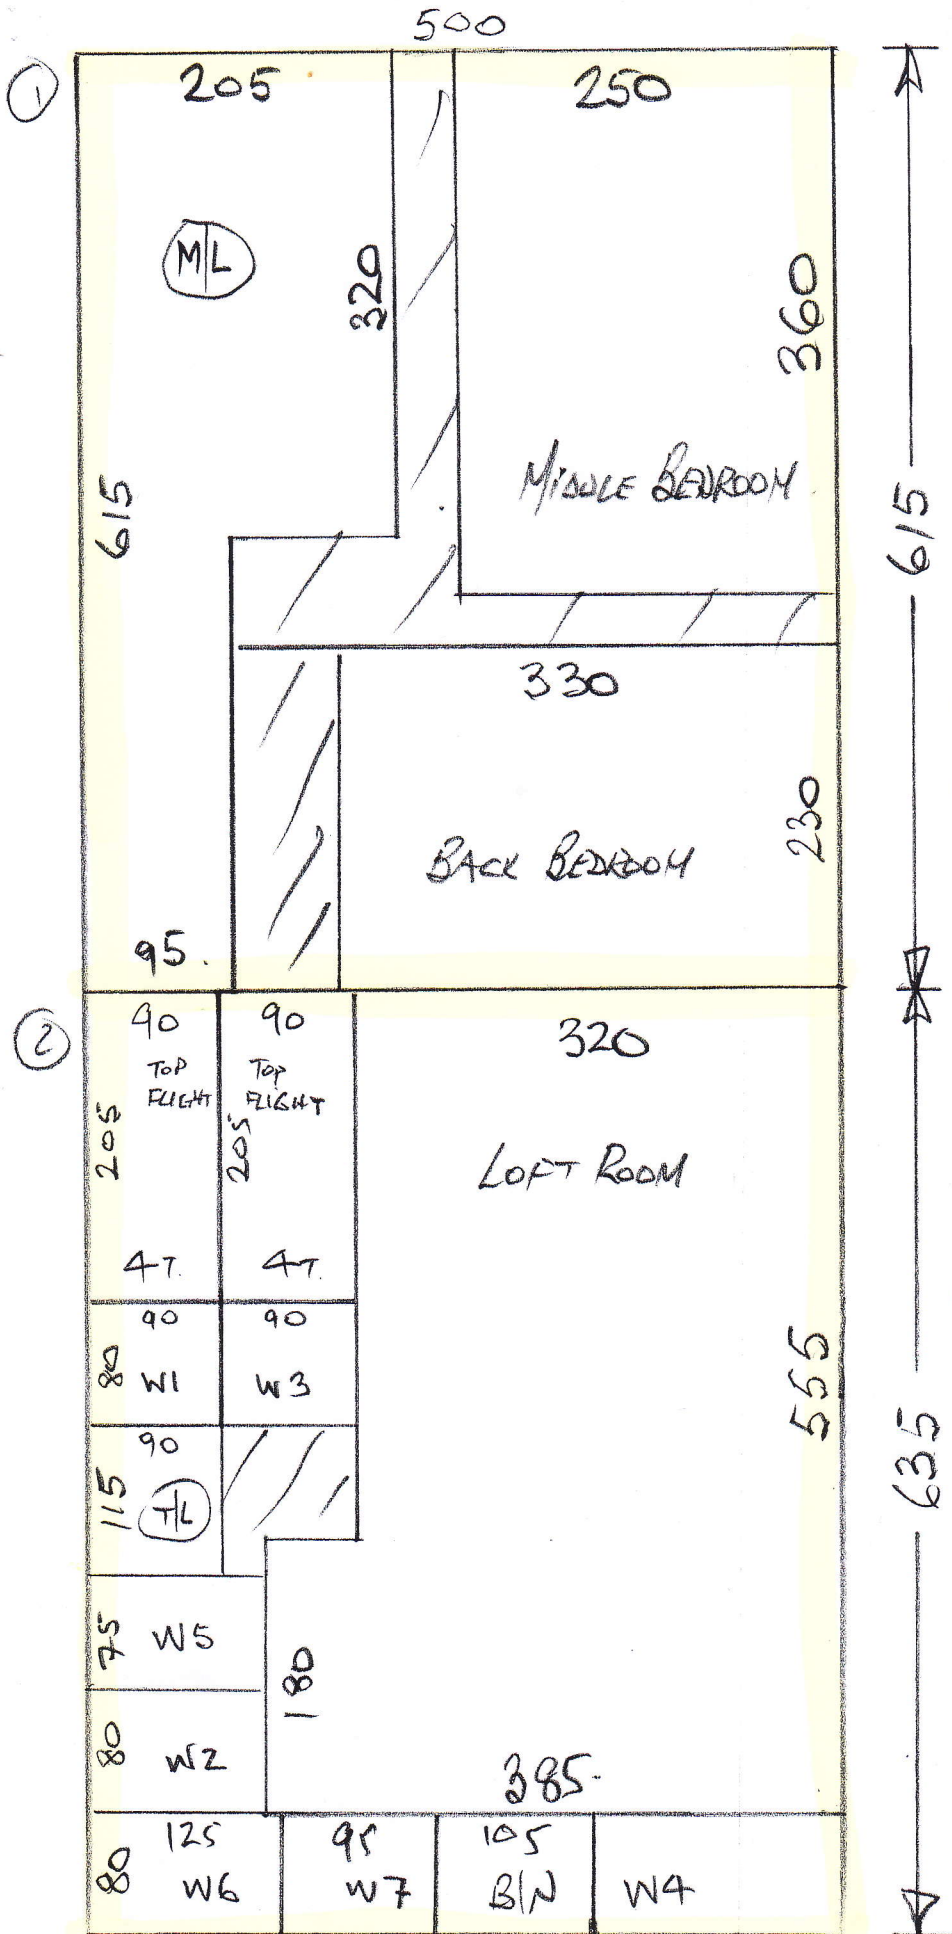 500
1
205
250
M/L
320
360
MIDDLE BEDROOM
615
615
330
230
BACK BEDROOM
95.
2
90
90
320
TOP FLIGHT
TOP FLIGHT
205
205
LOFT ROOM
4T.
4T.
90
90
80
W1
W3
555
90
115
T/L
635
75
W5
180
80
W2
385.
125
95
105
80
W6
W7
B/N
W4